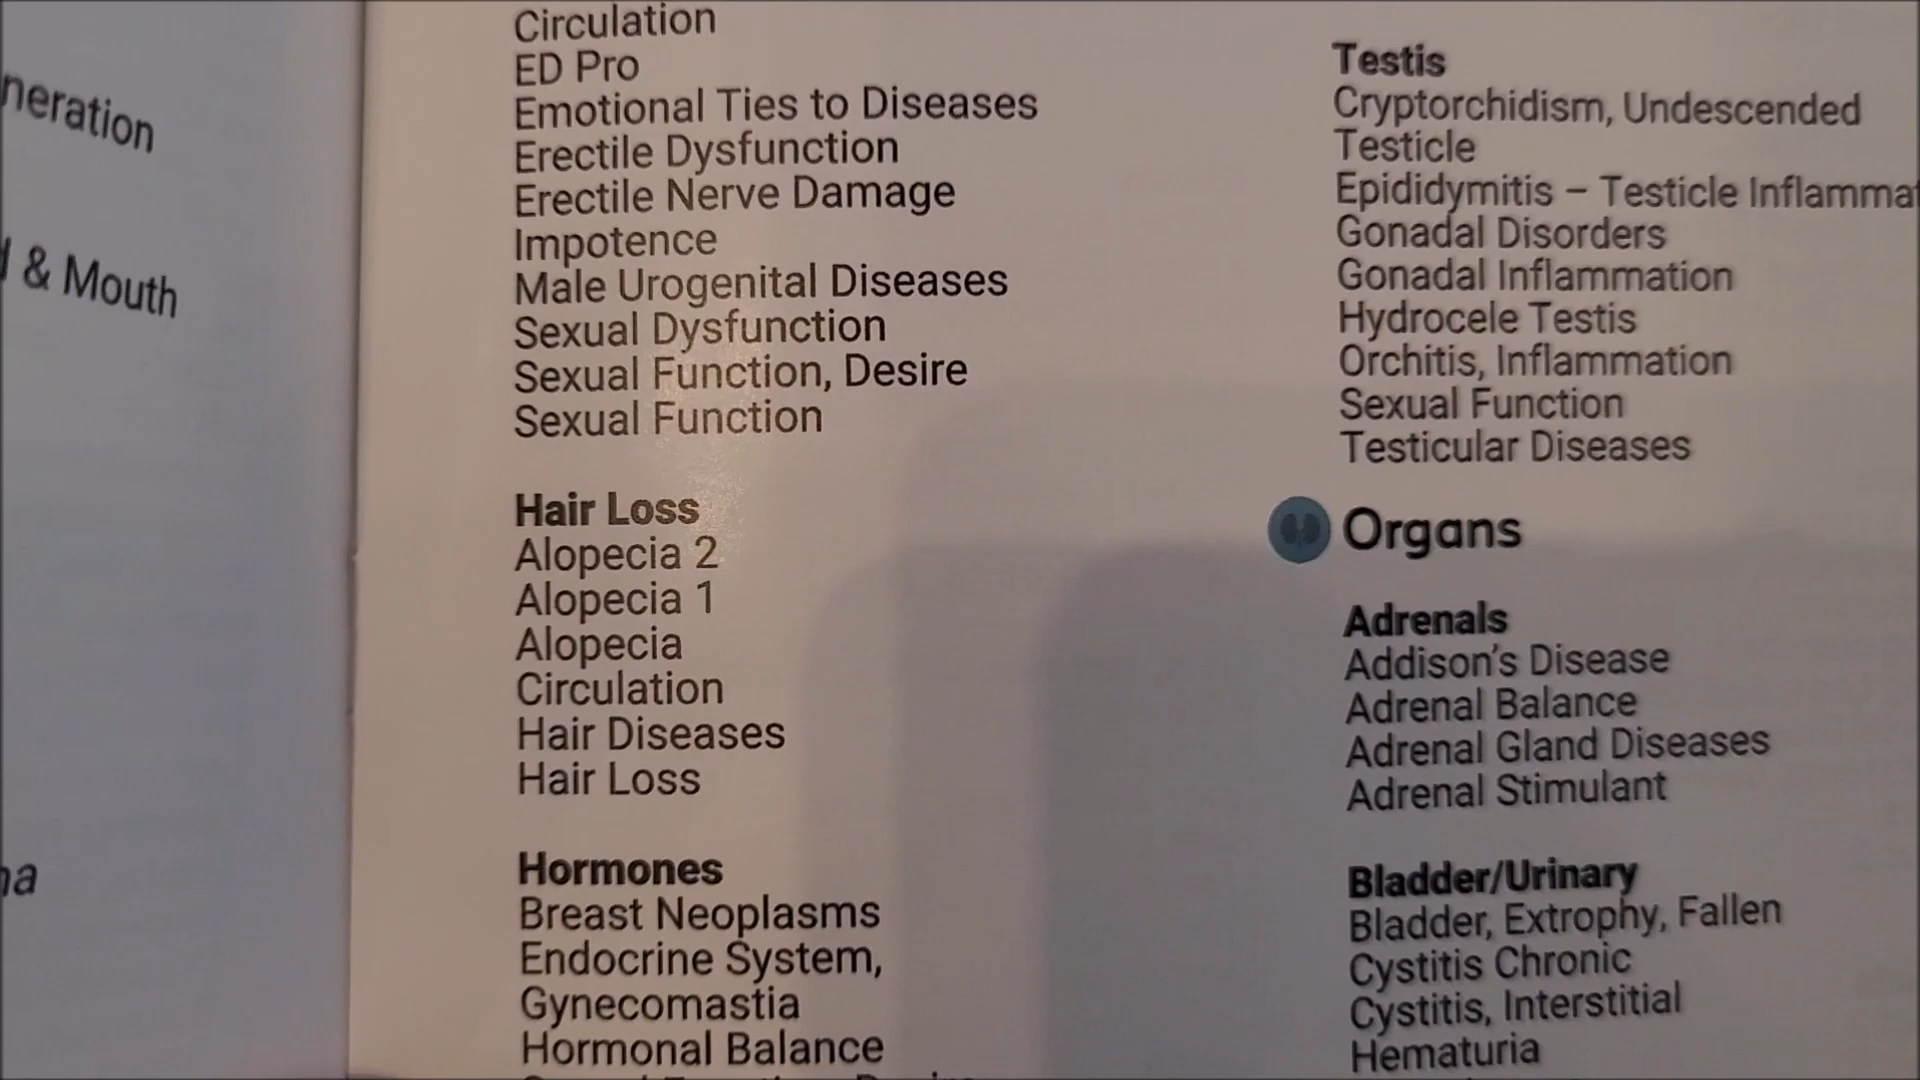 neration
& Mouth
Circulation
ED Pro
Emotional Ties to Diseases
Erectile Dysfunction
Erectile Nerve Damage
Impotence
Male Urogenital Diseases
Sexual Dysfunction
Sexual Function, Desire
Sexual Function
Hair Loss
Alopecia 2
Alopecia 1
Alopecia
Circulation
Hair Diseases
Hair Loss
Hormones
Breast Neoplasms
Endocrine System,
Gynecomastia
Hormonal Balance
Testis
Cryptorchidism, Undescended
Testicle
Epididymitis – Testicle Inflammat
Gonadal Disorders
Gonadal Inflammation
Hydrocele Testis
Orchitis, Inflammation
Sexual Function
Testicular Diseases
Organs
Adrenals
Addison's Disease
Adrenal Balance
Adrenal Gland Diseases
Adrenal Stimulant
Bladder/Urinary
Bladder, Extrophy, Fallen
Cystitis Chronic
Cystitis, Interstitial
Hematuria